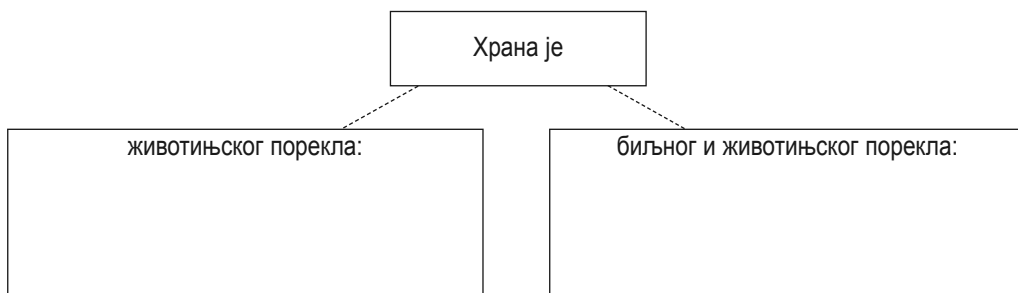 Храна је
животињског порекла:
биљног и животињског порекла: